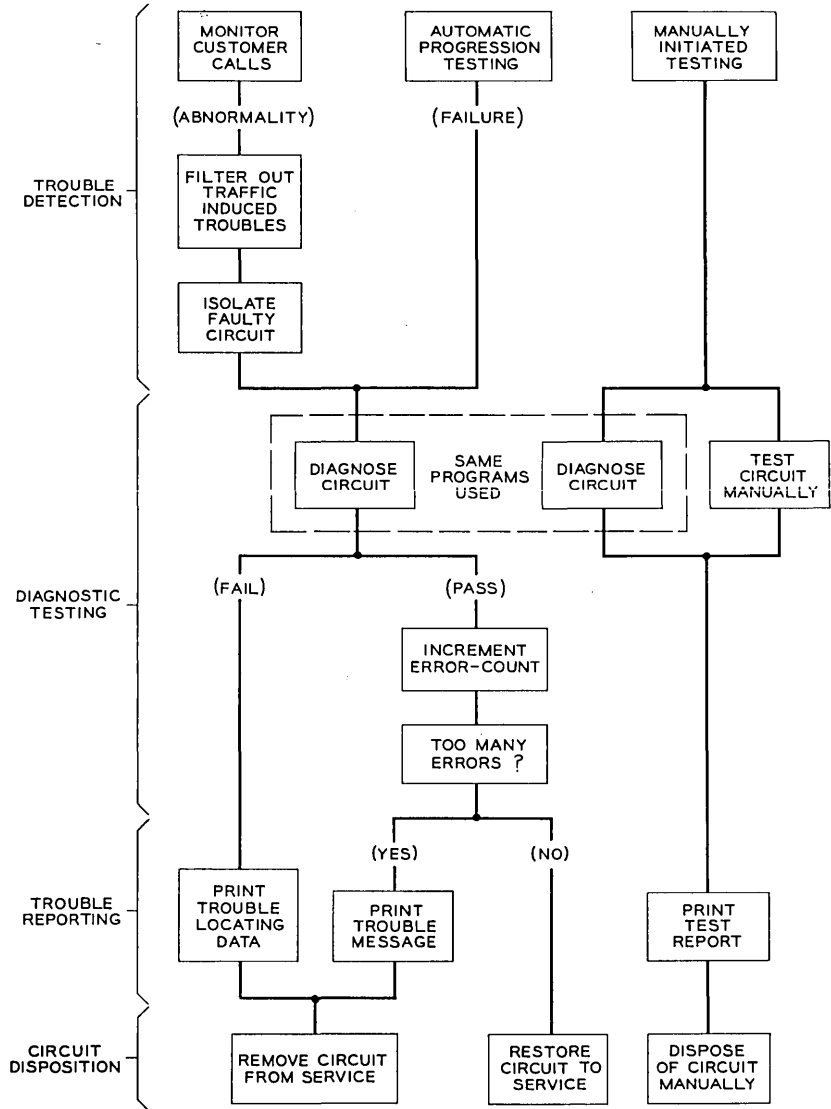 MONITOR
CUSTOMER
CALLS
AUTOMATIC
PROGRESSION
TESTING
MANUALLY
INITIATED
TESTING
(ABNORMALITY)
(FAILURE)
TROUBLE
DETECTION
FILTER OUT
TRAFFIC
INDUCED
TROUBLES
ISOLATE
FAULTY
CIRCUIT
DIAGNOSE
CIRCUIT
SAME
PROGRAMS
USED
DIAGNOSE
CIRCUIT
TEST
CIRCUIT
MANUALLY
DIAGNOSTIC
TESTING
(FAIL)
(PASS)
INCREMENT
ERROR-COUNT
TOO MANY
ERRORS ?
(YES)
(NO)
TROUBLE
REPORTING
PRINT
TROUBLE
LOCATING
DATA
PRINT
TROUBLE
MESSAGE
PRINT
TEST
REPORT
CIRCUIT
DISPOSITION
REMOVE CIRCUIT
FROM SERVICE
RESTORE
CIRCUIT TO
SERVICE
DISPOSE
OF CIRCUIT
MANUALLY